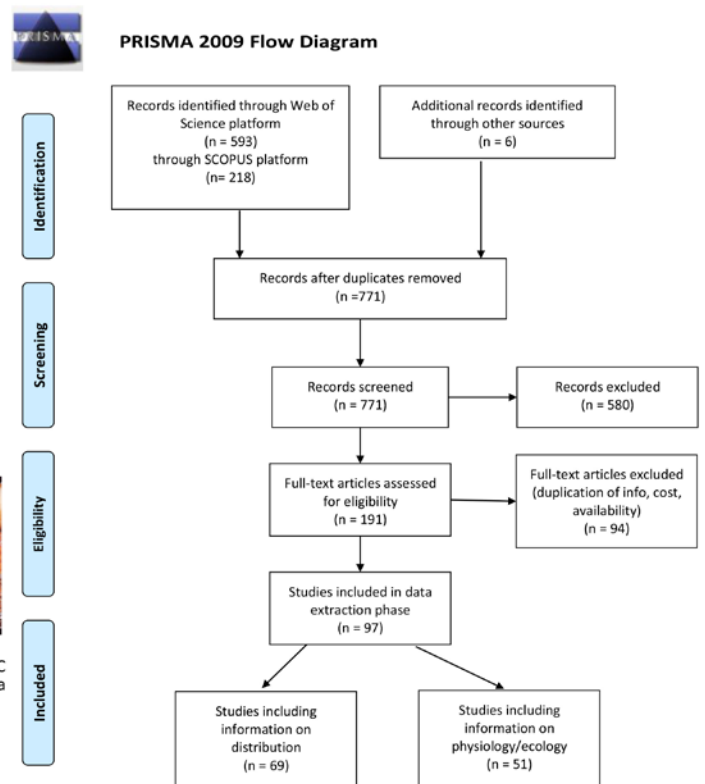 PRISMA
PRISMA 2009 Flow Diagram
Identification
Records identified through Web of
Science platform
(n = 593)
through SCOPUS platform
(n= 218)
Additional records identified
through other sources
(n = 6)
Records after duplicates removed
(n =771)
Screening
Records screened
(n = 771)
Records excluded
(n = 580)
Eligibility
Full-text articles assessed
for eligibility
(n = 191)
Full-text articles excluded
(duplication of info, cost,
availability)
(n = 94)
Studies included in data
extraction phase
(n = 97)
Included
Studies including
information on
distribution
(n = 69)
Studies including
information on
physiology/ecology
(n = 51)